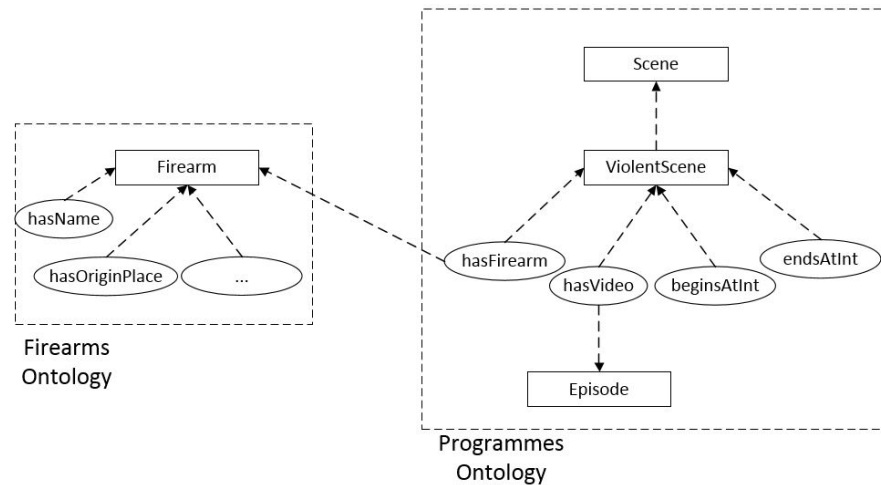 Scene
Firearm
ViolentScene
hasName
hasOriginPlace
...
hasFirearm
hasVideo
beginsAtInt
endsAtInt
Firearms
Ontology
Episode
Programmes
Ontology